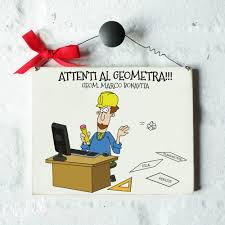 ATTENTI AL GEOMETRA!!!
GEOM. MARCO BONAVITA